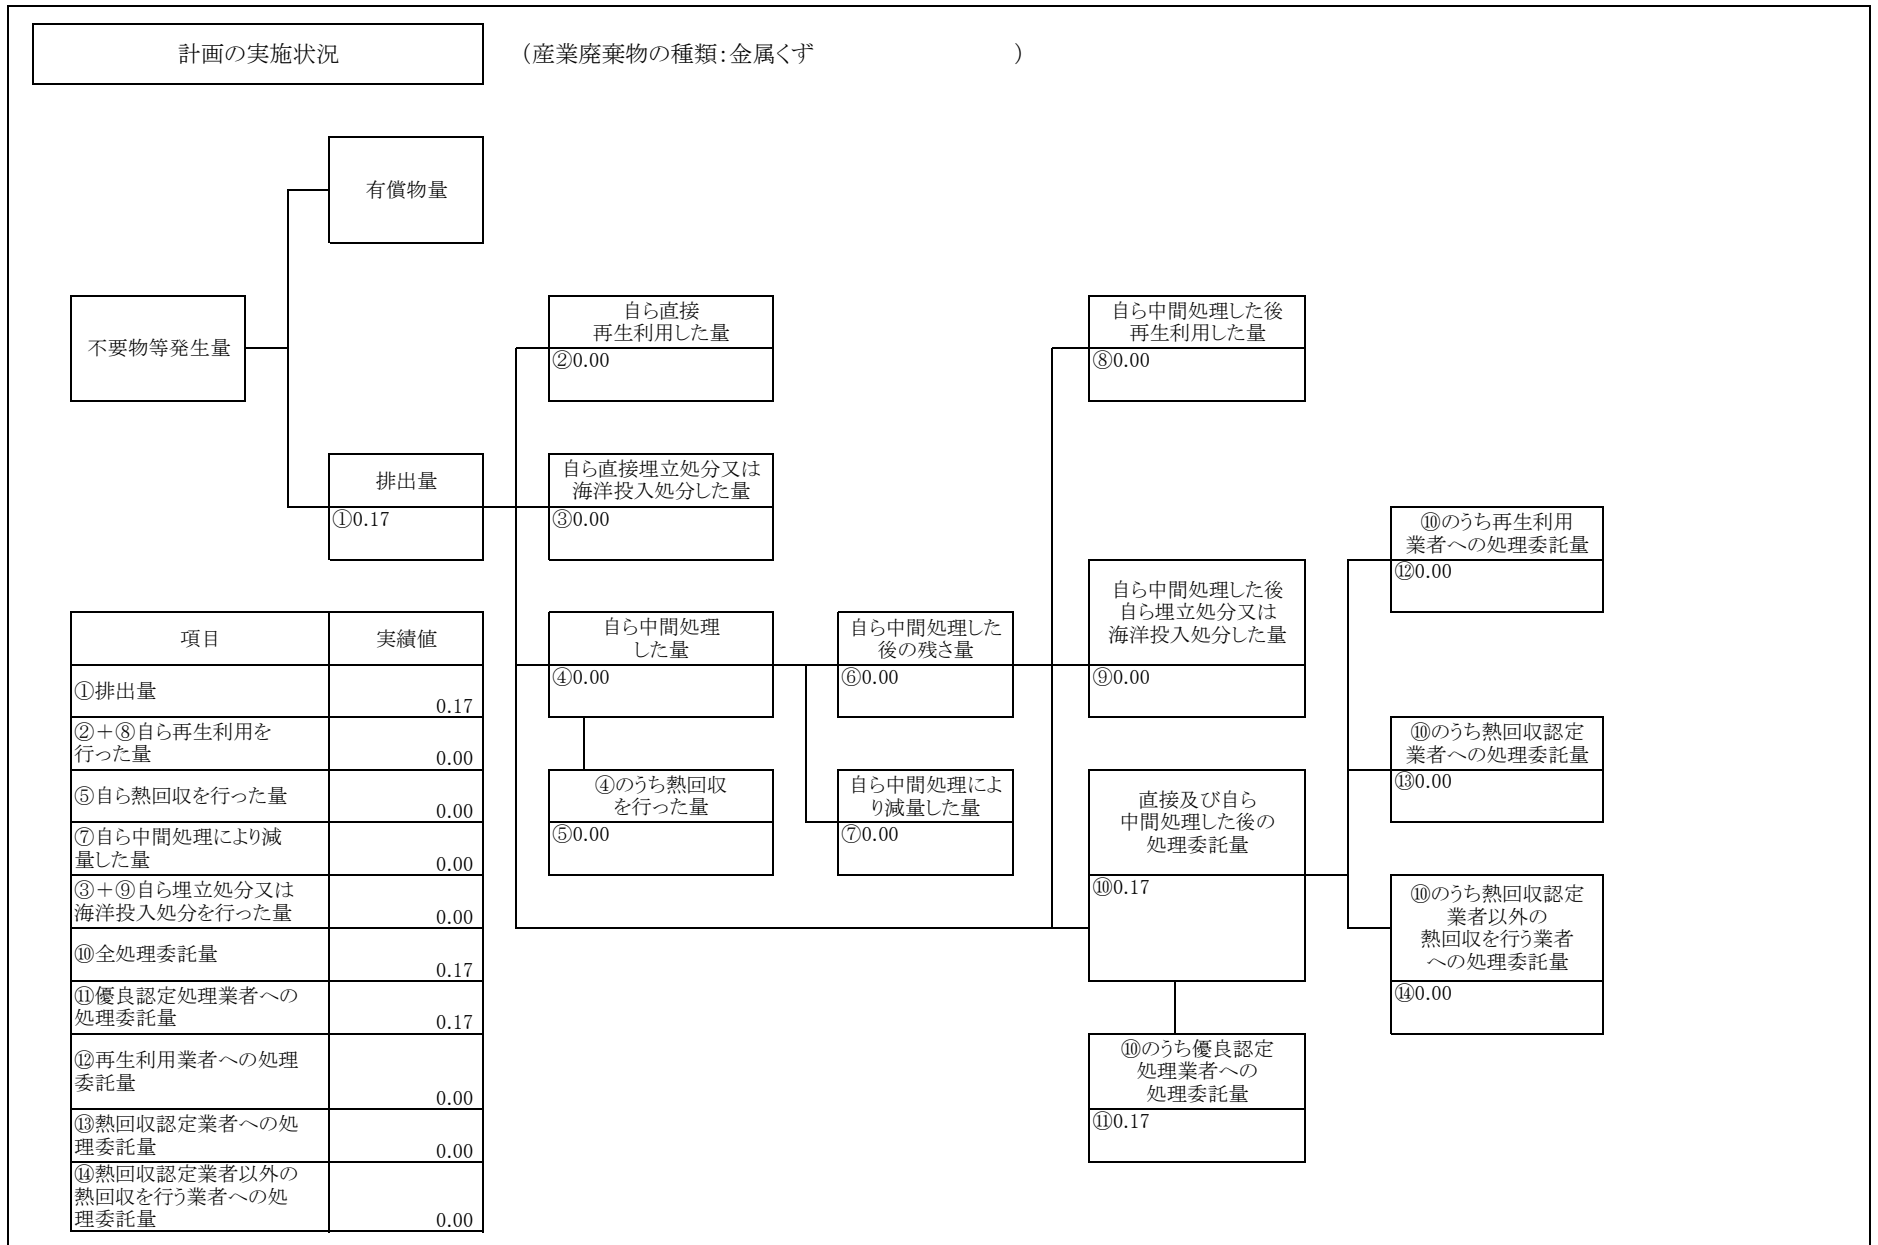 計画の実施状況
（産業廃棄物の種類：金属くず　　　　　　　　　）
有償物量
不要物等発生量
自ら直接
再生利用した量
②0.00
自ら中間処理した後
再生利用した量
⑧0.00
排出量
①0.17
自ら直接埋立処分又は
海洋投入処分した量
③0.00
⑩のうち再生利用
業者への処理委託量
⑫0.00
自ら中間処理した後
自ら埋立処分又は
海洋投入処分した量
⑨0.00
自ら中間処理
した量
④0.00
自ら中間処理した
後の残さ量
⑥0.00
⑩のうち熱回収認定
業者への処理委託量
⑬0.00
④のうち熱回収
を行った量
⑤0.00
自ら中間処理によ
り減量した量
⑦0.00
直接及び自ら
中間処理した後の
処理委託量
⑩0.17
⑩のうち熱回収認定
業者以外の
熱回収を行う業者
への処理委託量
⑭0.00
⑩のうち優良認定
処理業者への
処理委託量
⑪0.17
項目　実績値
①排出量
0.17
②＋⑧自ら再生利用を
行った量
0.00
⑤自ら熱回収を行った量
0.00
⑦自ら中間処理により減
量した量
0.00
③＋⑨自ら埋立処分又は
海洋投入処分を行った量
0.00
⑩全処理委託量
0.17
⑪優良認定処理業者への
処理委託量
0.17
⑫再生利用業者への処理
委託量
0.00
⑬熱回収認定業者への処
理委託量
0.00
⑭熱回収認定業者以外の
熱回収を行う業者への処
理委託量
0.00